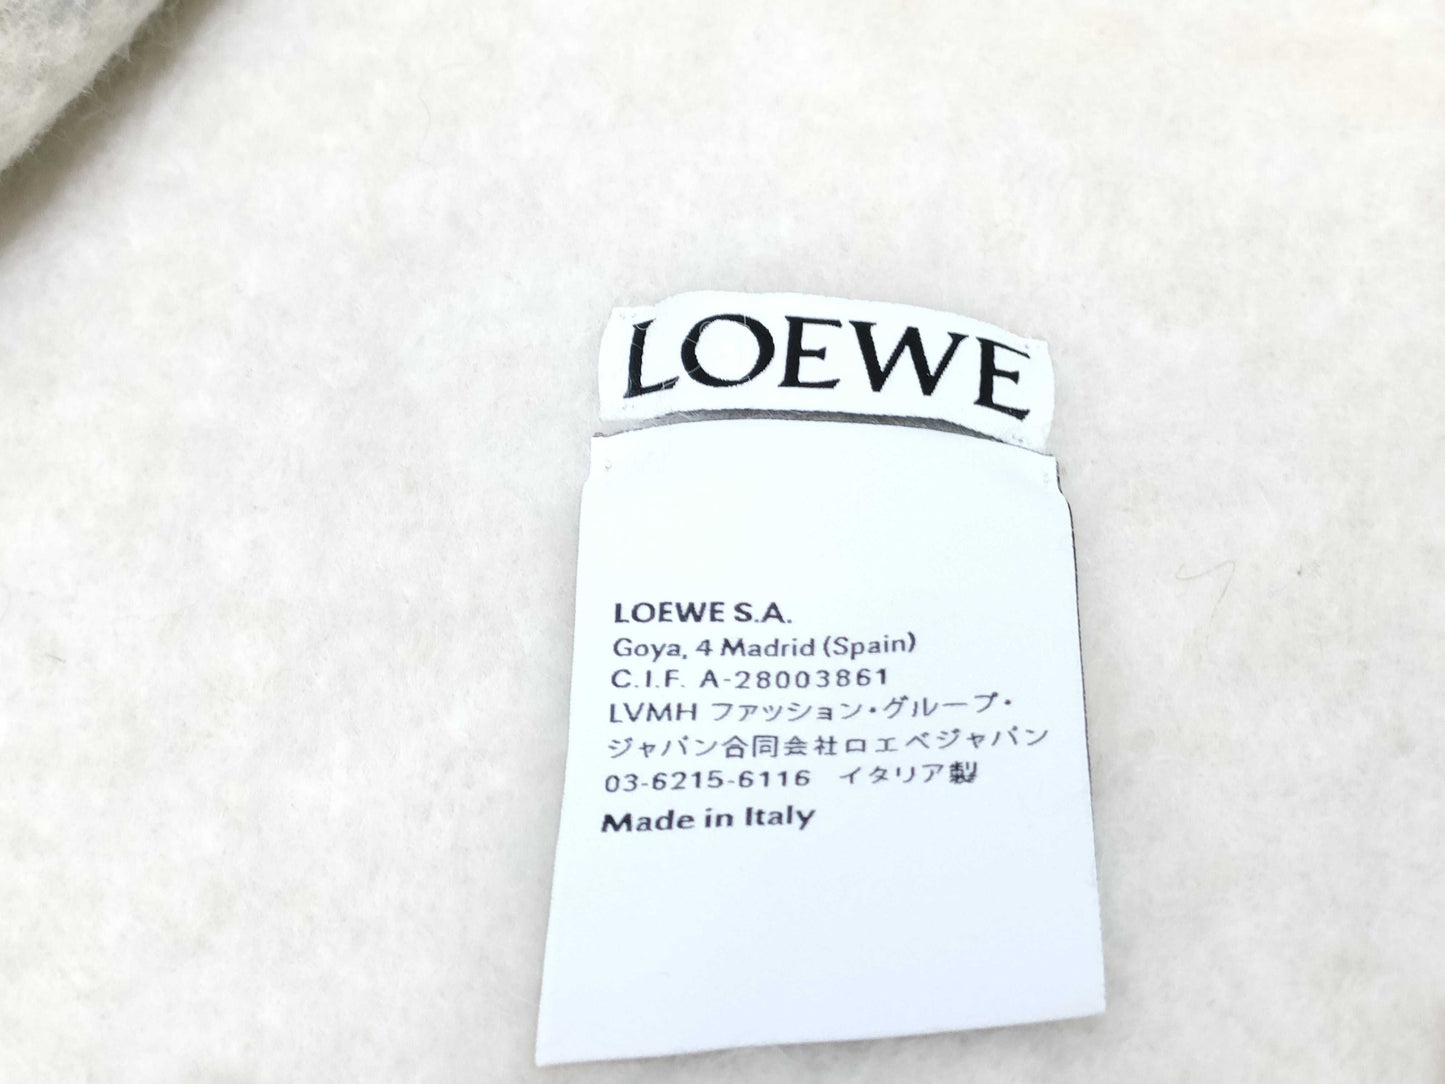 LOEWE
LOEWE S.A.
Goya, 4 Madrid (Spain)
C.I.F. A-28003861
LVMH ファッション・グループ・
ジャパン合同会社ロエベジャパン
03-6215-6116 イタリア製
Made in Italy